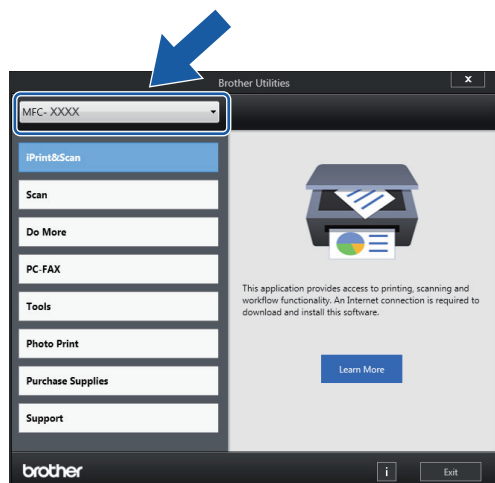 Brother Utilities
x
MFC- XXXX
iPrint&Scan
Scan
Do More
PC-FAX
Tools
Photo Print
Purchase Supplies
Support
This application provides access to printing, scanning and
workflow functionality. An Internet connection is required to
download and install this software.
Learn More
brother
i
Exit